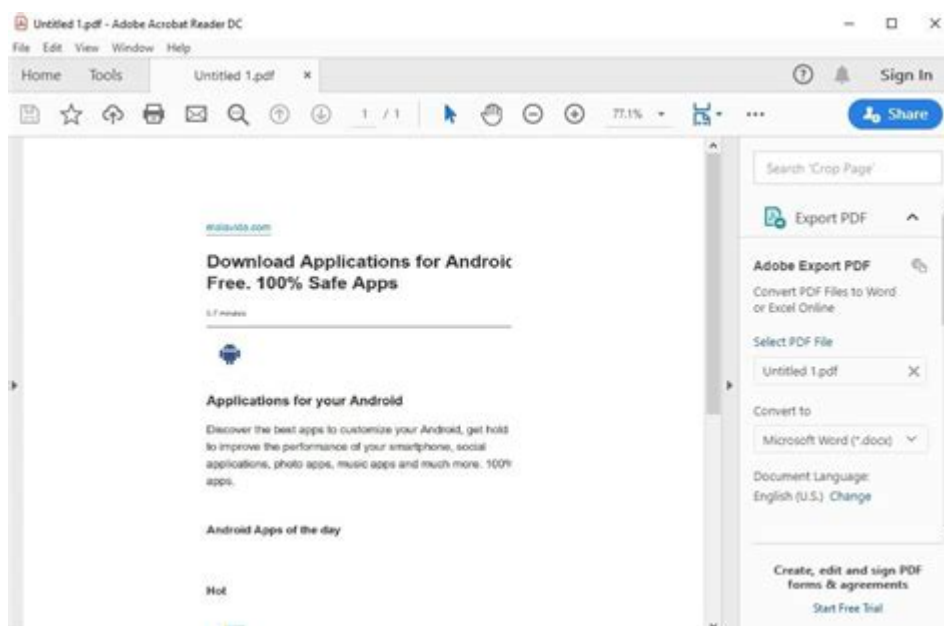 Untitled 1.pdf - Adobe Acrobat Reader DC
File Edit View Window Help
Home Tools Untitled 1.pdf × ? Sign In
1 / 1 77.1% ... Share
Search 'Crop Page'
malavida.com
Export PDF
Download Applications for Android
Free. 100% Safe Apps
Adobe Export PDF
Convert PDF Files to Word
or Excel Online
5-7 minutes
Select PDF File
Untitled 1.pdf ×
Applications for your Android
Convert to
Microsoft Word (*.docx)
Discover the best apps to customize your Android, get hold
to improve the performance of your smartphone, social
applications, photo apps, music apps and much more. 100%
apps.
Document Language:
English (U.S.) Change
Android Apps of the day
Create, edit and sign PDF
forms & agreements
Start Free Trial
Hot